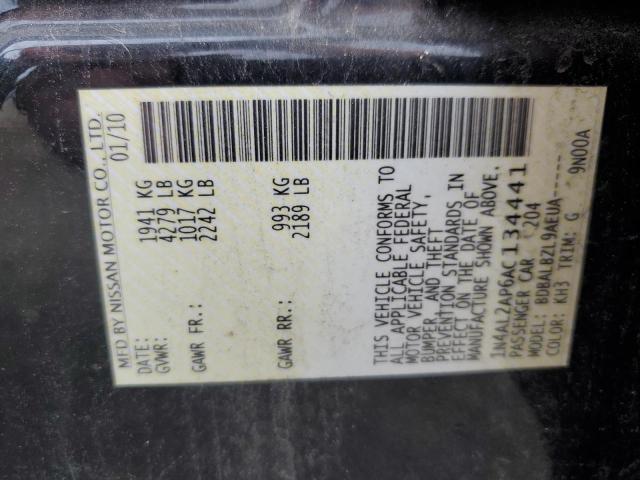 MFD BY NISSAN MOTOR CO., LTD.
DATE: 01/10
GVWR: 1941 KG
4279 LB
GAWR FR.: 1017 KG
2242 LB
GAWR RR.: 993 KG
2189 LB
THIS VEHICLE CONFORMS TO
ALL APPLICABLE FEDERAL
MOTOR VEHICLE SAFETY,
BUMPER, AND THEFT
PREVENTION STANDARDS IN
EFFECT ON THE DATE OF
MANUFACTURE SHOWN ABOVE.
1N4AL2AP6AC134441
PASSENGER CAR 204
MODEL: BDBALBZL9AEUA-----
COLOR: KH3 TRIM: G 9N00A